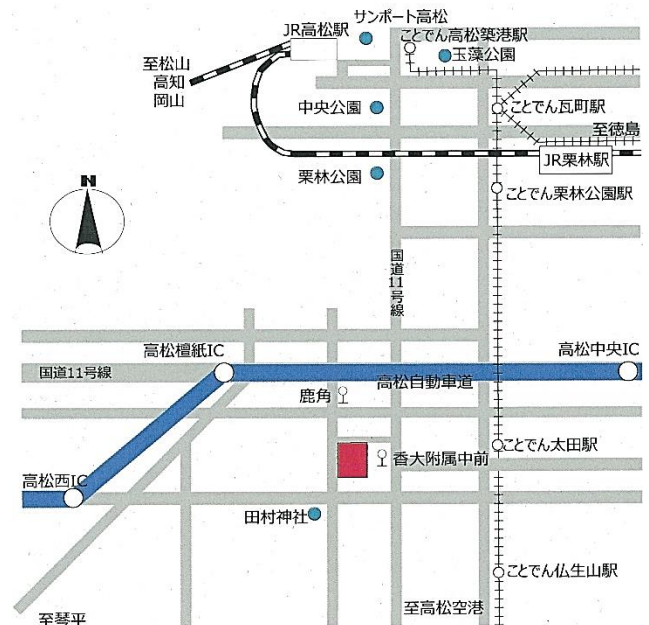 サンポート高松
JR高松駅
ことでん高松築港駅
玉藻公園
至松山
高知
岡山
中央公園
ことでん瓦町駅
至徳島
JR栗林駅
栗林公園
ことでん栗林公園駅
N
国道11号線
高松檀紙IC
高松中央IC
国道11号線
高松自動車道
鹿角
ことでん太田駅
香大附属中前
高松西IC
田村神社
ことでん仏生山駅
至高松空港
至琴平